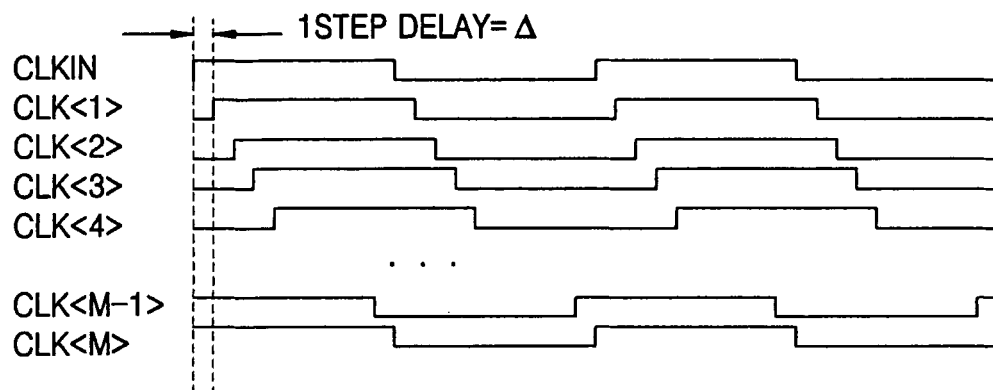 1STEP DELAY= Δ
CLKIN
CLK<1>
CLK<2>
CLK<3>
CLK<4>
. . .
CLK<M-1>
CLK<M>